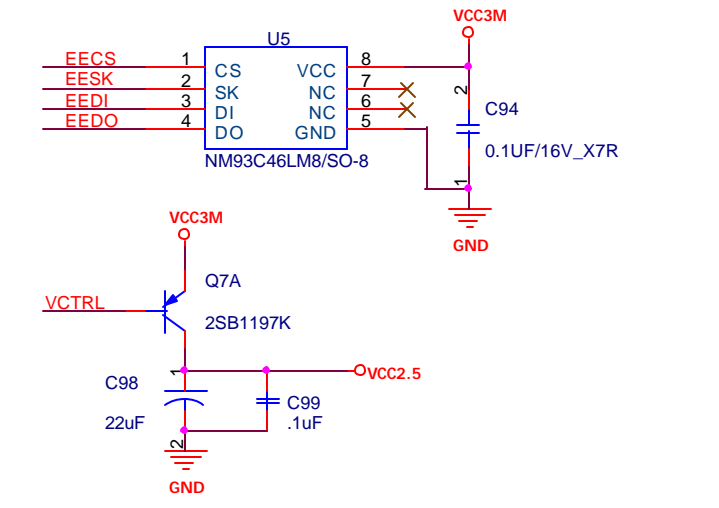 VCC3M
U5
EECS 1 CS VCC 8
EESK 2 SK NC 7
EEDI 3 DI NC 6
EEDO 4 DO GND 5
NM93C46LM8/SO-8
2
C94
0.1UF/16V_X7R
1
GND
VCC3M
Q7A
VCTRL
2SB1197K
1
VCC2.5
C98
22uF
C99
.1uF
2
GND